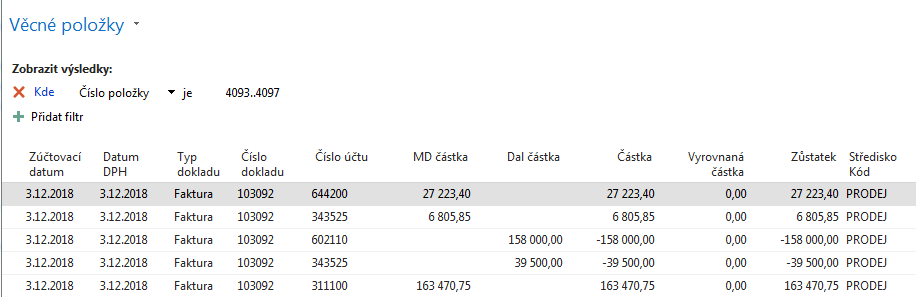 Věcné položky
Zobrazit výsledky:
Kde Číslo položky je 4093..4097
Přidat filtr
Zúčtovací datum Datum DPH Typ dokladu Číslo dokladu Číslo účtu MD částka Dal částka Částka Vyrovnaná částka Zůstatek Středisko Kód
3.12.2018 3.12.2018 Faktura 103092 644200 27 223,40 27 223,40 0,00 27 223,40 PRODEJ
3.12.2018 3.12.2018 Faktura 103092 343525 6 805,85 6 805,85 0,00 6 805,85 PRODEJ
3.12.2018 3.12.2018 Faktura 103092 602110 158 000,00 -158 000,00 0,00 -158 000,00 PRODEJ
3.12.2018 3.12.2018 Faktura 103092 343525 39 500,00 -39 500,00 0,00 -39 500,00 PRODEJ
3.12.2018 3.12.2018 Faktura 103092 311100 163 470,75 163 470,75 0,00 163 470,75 PRODEJ